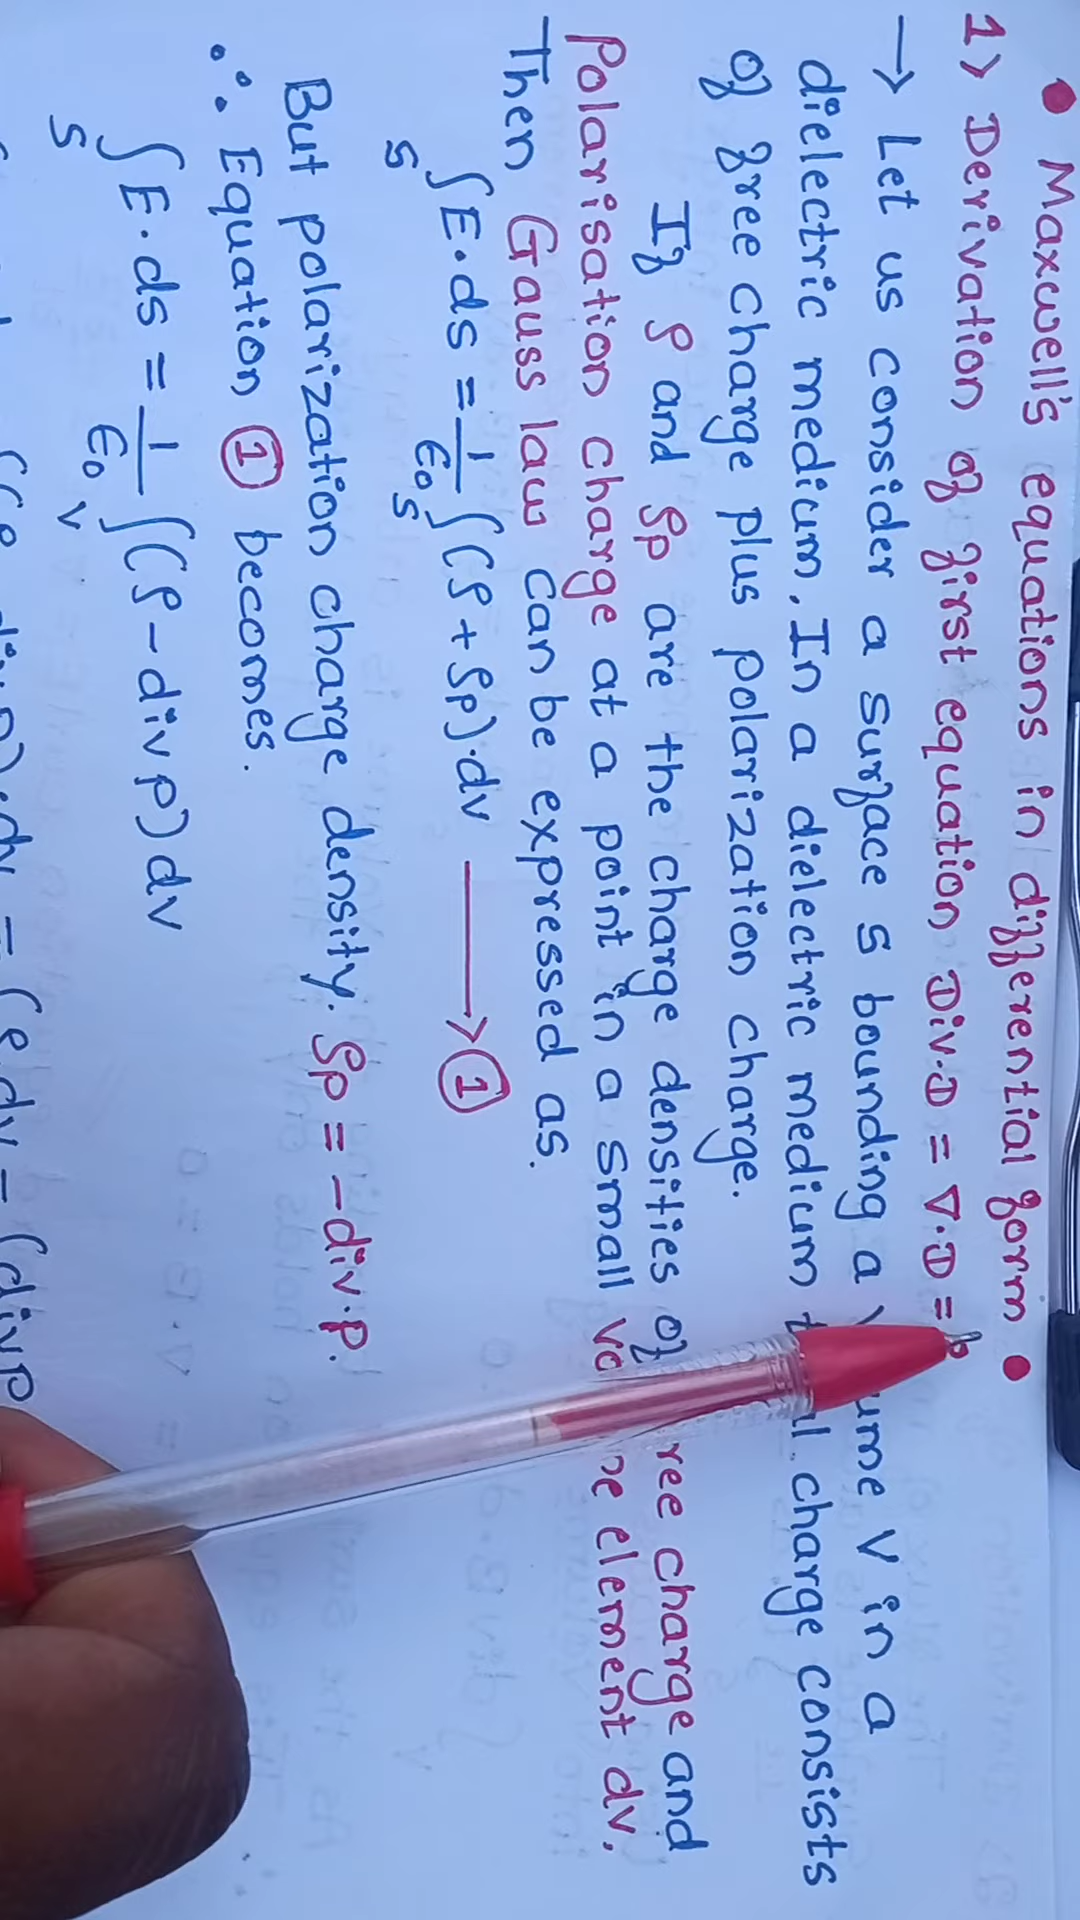 • Maxwell's equations in differential form •
1) Derivation of first equation Div.D = ∇.D =
→ Let us consider a surface s bounding a V in a
dielectric medium. In a dielectric medium charge consists
of free charge plus polarization charge.
If ρ and ρp are the charge densities of free charge and
Polarisation charge at a point in a small volume element dv.
Then Gauss law can be expressed as.
∫s E.ds = 1/ε0 ∫s (ρ + ρp).dv → ①
But polarization charge density. ρp = -div.p.
∴ Equation ① becomes.
∫s E.ds = 1/ε0 ∫v (ρ - div p) dv